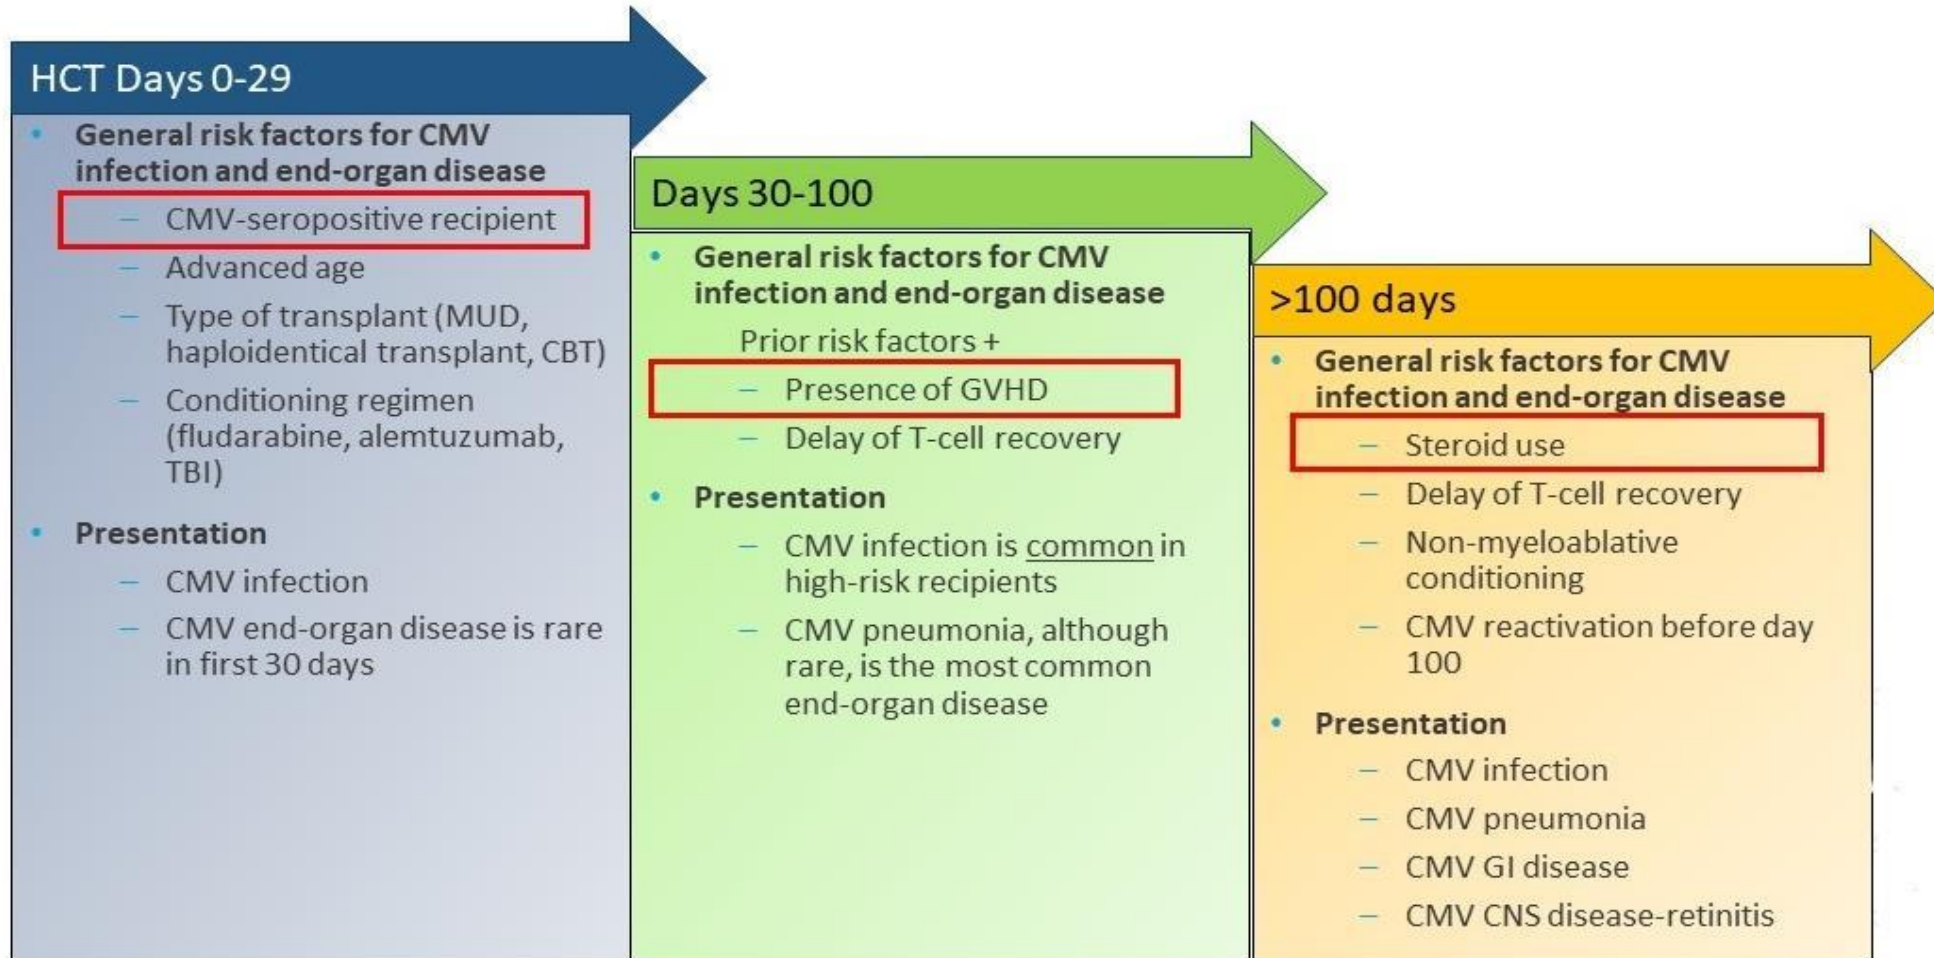 HCT Days 0-29
• General risk factors for CMV
infection and end-organ disease
– CMV-seropositive recipient
– Advanced age
– Type of transplant (MUD,
haploidentical transplant, CBT)
– Conditioning regimen
(fludarabine, alemtuzumab,
TBI)
• Presentation
– CMV infection
– CMV end-organ disease is rare
in first 30 days
Days 30-100
• General risk factors for CMV
infection and end-organ disease
Prior risk factors +
– Presence of GVHD
– Delay of T-cell recovery
• Presentation
– CMV infection is common in
high-risk recipients
– CMV pneumonia, although
rare, is the most common
end-organ disease
>100 days
• General risk factors for CMV
infection and end-organ disease
– Steroid use
– Delay of T-cell recovery
– Non-myeloablative
conditioning
– CMV reactivation before day
100
• Presentation
– CMV infection
– CMV pneumonia
– CMV GI disease
– CMV CNS disease-retinitis